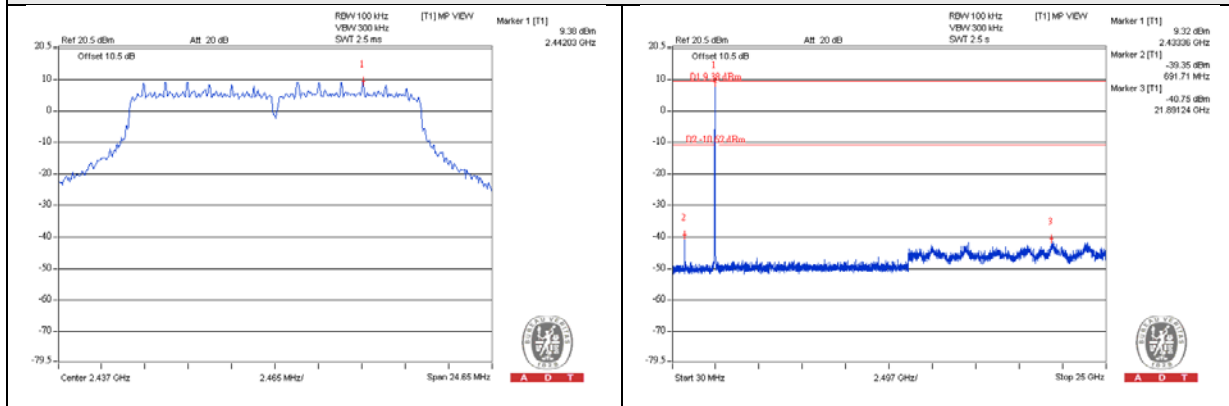 RBW 100 kHz [T1] MP VIEW
VBW 300 kHz
Ref 20.5 dBm Att 20 dB SWT 2.5 ms
Marker 1 [T1]
9.38 dBm
2.44203 GHz
20.5
Offset 10.5 dB
1
10
0
-10
-20
-30
-40
-50
-60
-70
-79.5
Center 2.437 GHz 2.465 MHz/ Span 24.65 MHz
BUREAU VERITAS
1828
A D T
RBW 100 kHz [T1] MP VIEW
VBW 300 kHz
Ref 20.5 dBm Att 20 dB SWT 2.5 s
Marker 1 [T1]
9.32 dBm
2.43336 GHz
Marker 2 [T1]
-39.35 dBm
691.71 MHz
Marker 3 [T1]
-40.75 dBm
21.89124 GHz
20.5
Offset 10.5 dB
1
D1 9.38 dBm
10
0
D2 -10.62 dBm
-10
-20
-30
2
3
-40
-50
-60
-70
-79.5
Start 30 MHz 2.497 GHz/ Stop 25 GHz
BUREAU VERITAS
1828
A D T